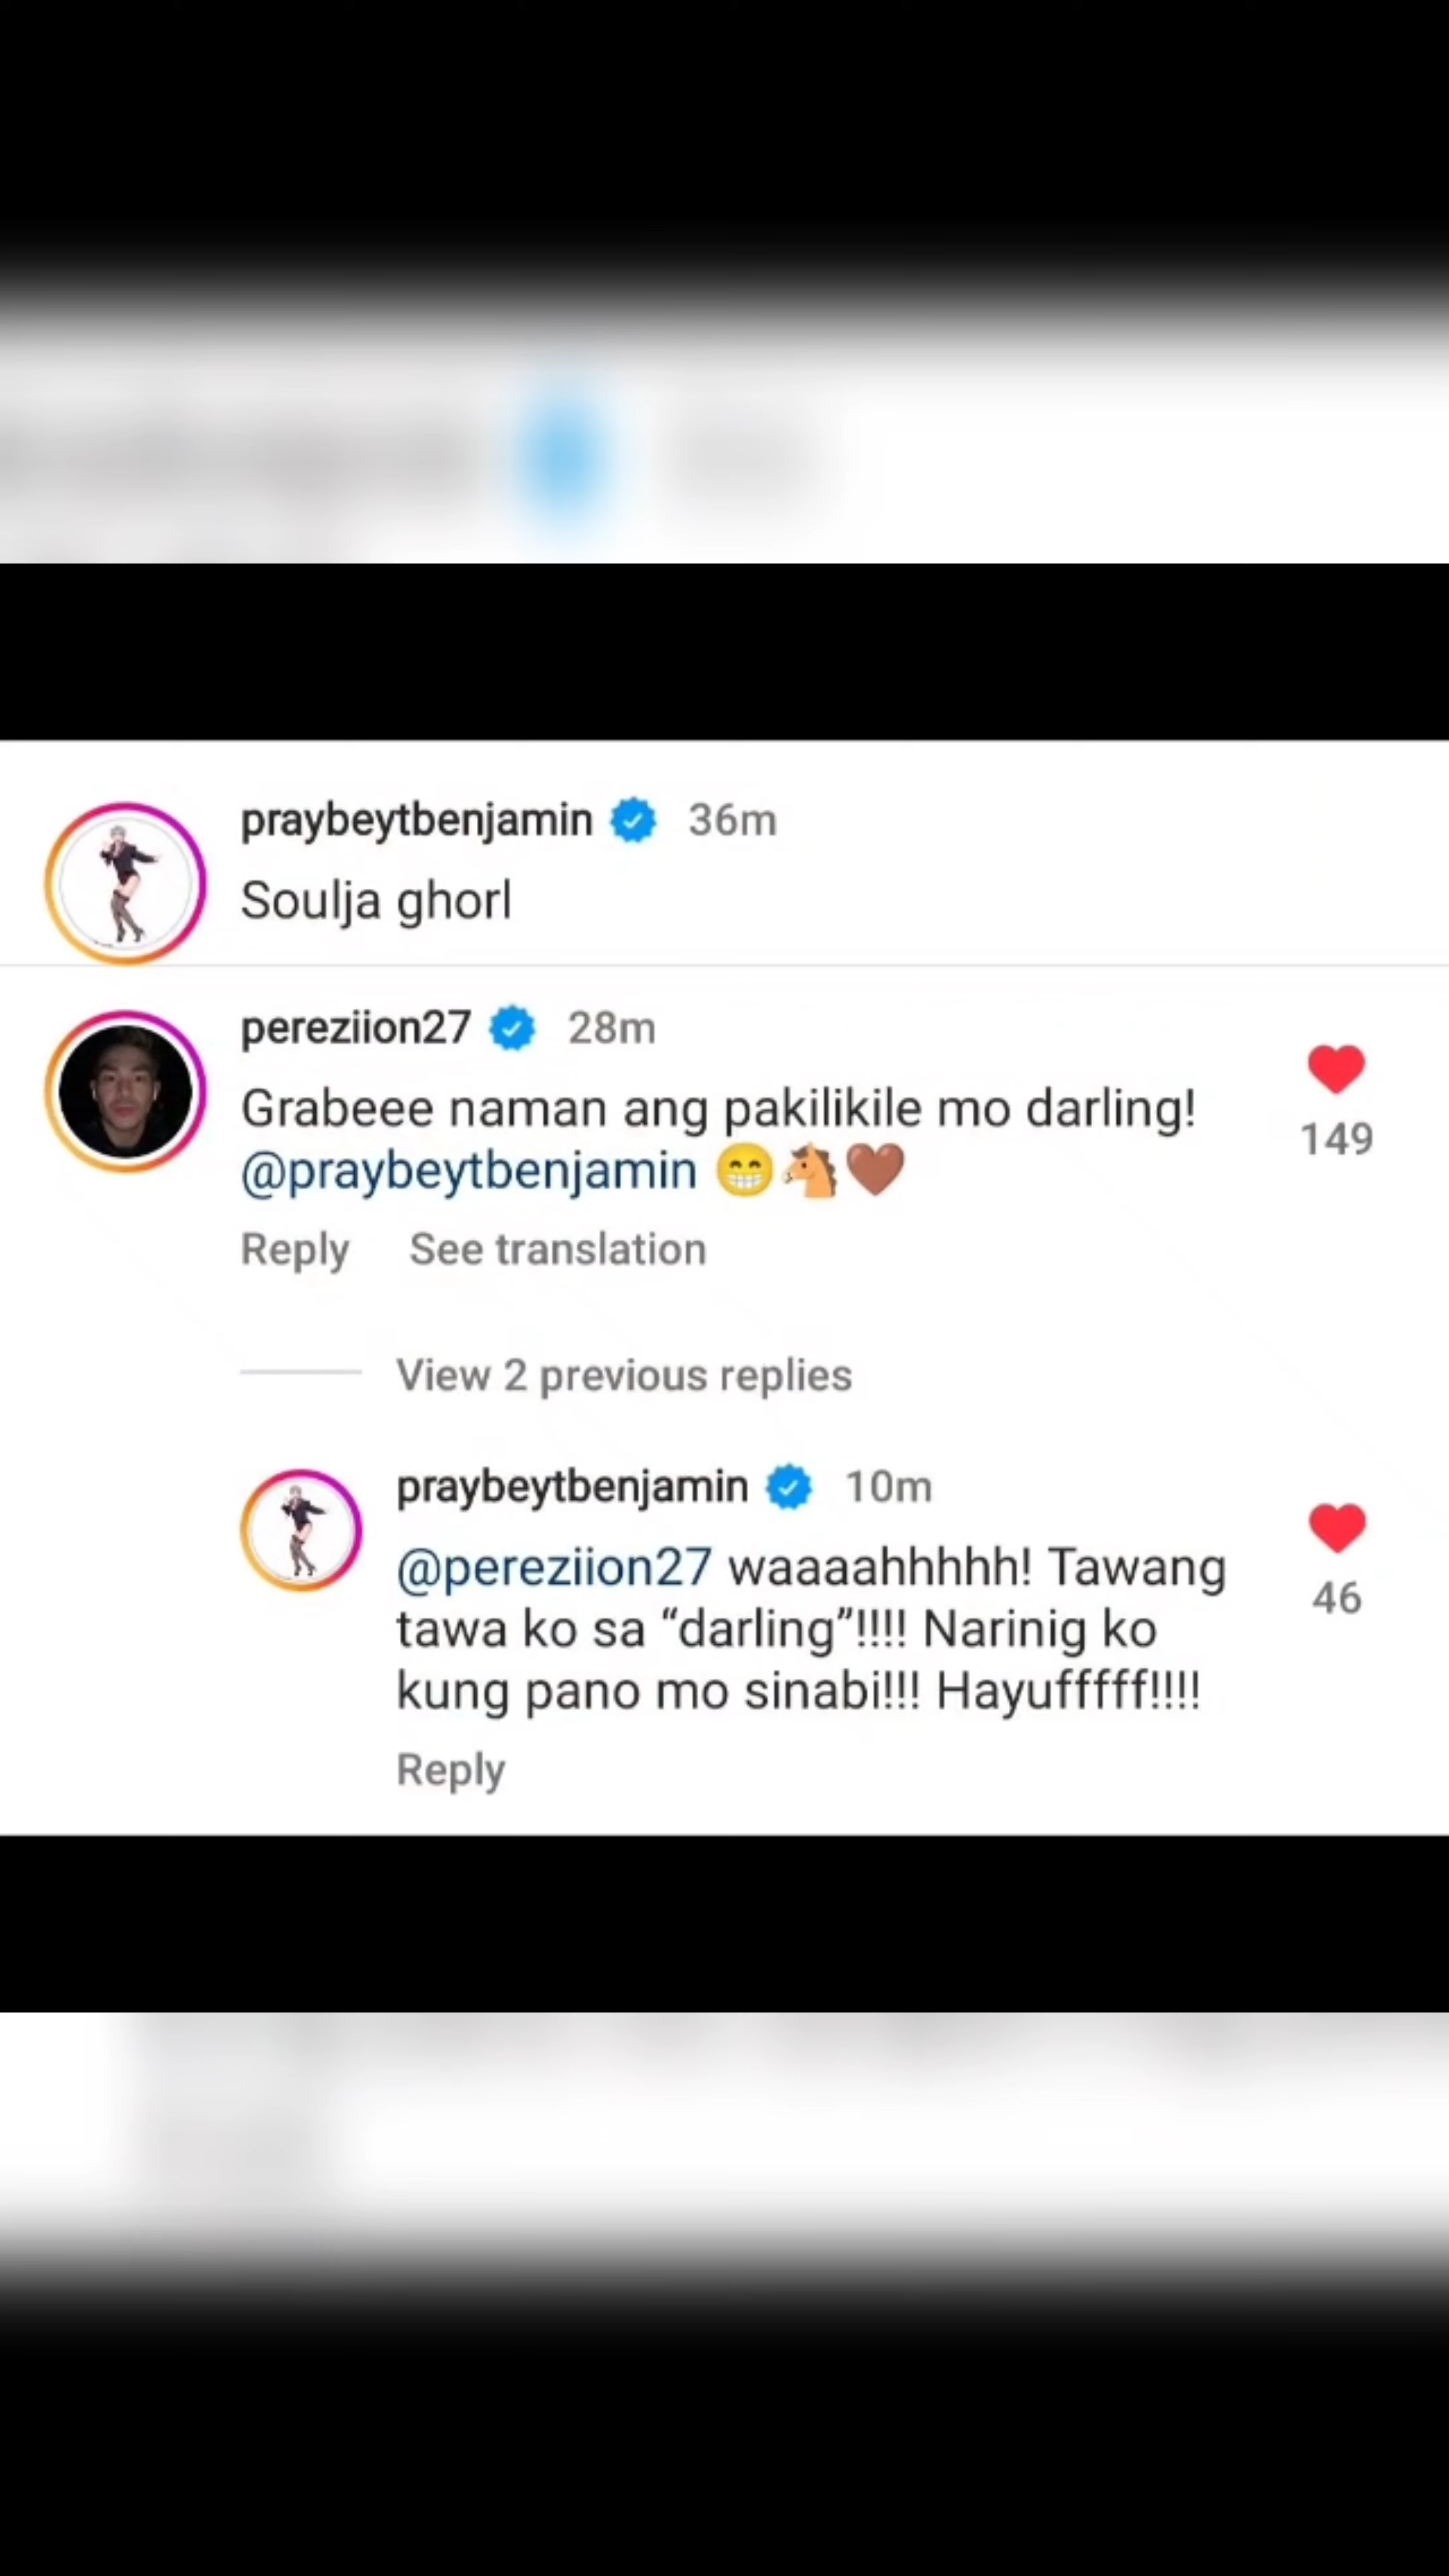 praybeytbenjamin 36m
Soulja ghorl
pereziion27 28m
Grabeee naman ang pakilikile mo darling!
@praybeytbenjamin 😁🐴🤎
149
Reply See translation
View 2 previous replies
praybeytbenjamin 10m
@pereziion27 waaaahhhhh! Tawang
tawa ko sa “darling”!!!! Narinig ko
kung pano mo sinabi!!! Hayufffff!!!!
46
Reply